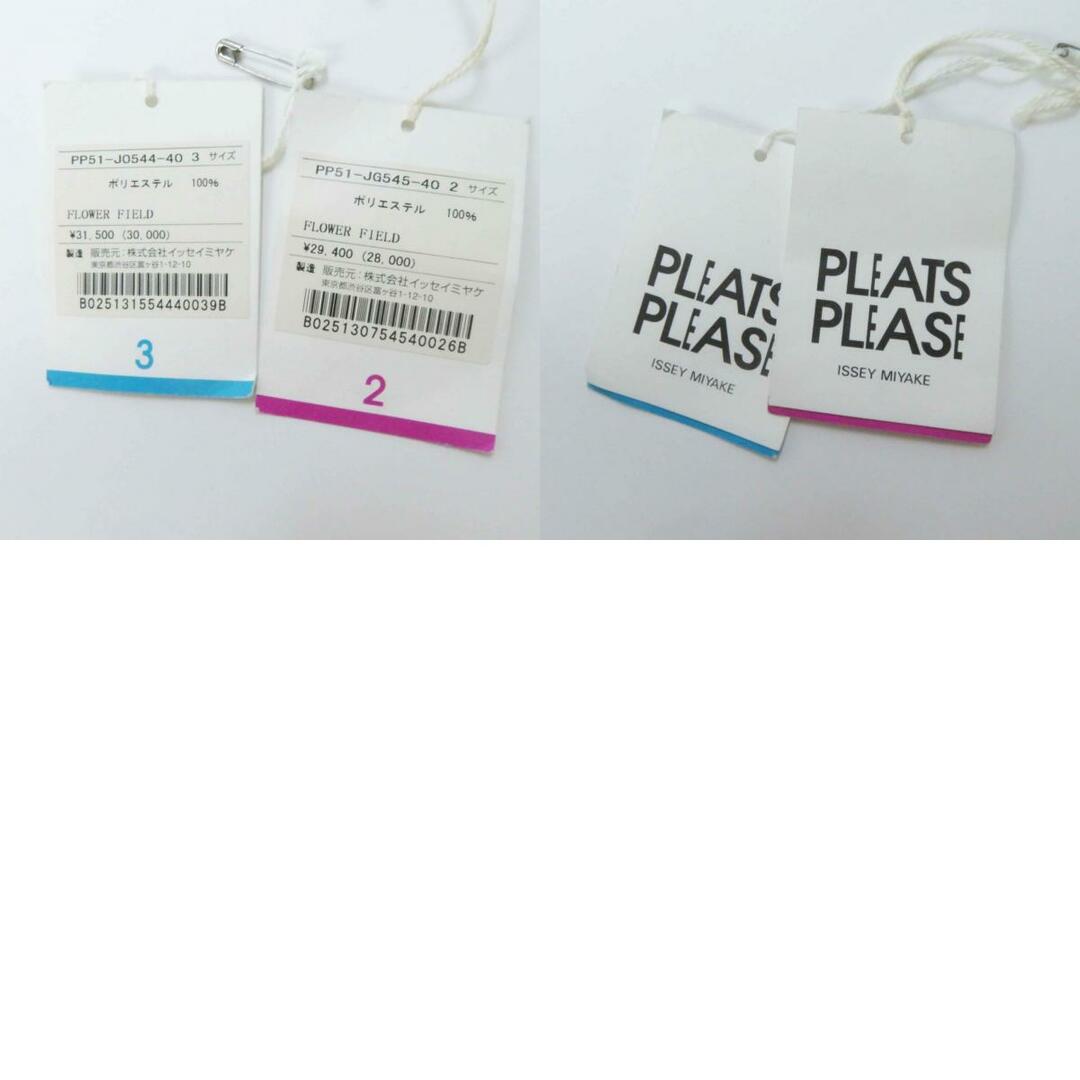 PP51-JO544-40 3 サイズ
ポリエステル 100%
FLOWER FIELD
¥31,500 (30,000)
製造 販売元:株式会社イッセイミヤケ
東京都渋谷区富ヶ谷1-12-10
B025131554440039B
3
PP51-JG545-40 2 サイズ
ポリエステル 100%
FLOWER FIELD
¥29,400 (28,000)
製造 販売元:株式会社イッセイミヤケ
東京都渋谷区富ヶ谷1-12-10
B025130754540026B
2
PLEATS
PLEASE
ISSEY MIYAKE
PLEATS
PLEASE
ISSEY MIYAKE